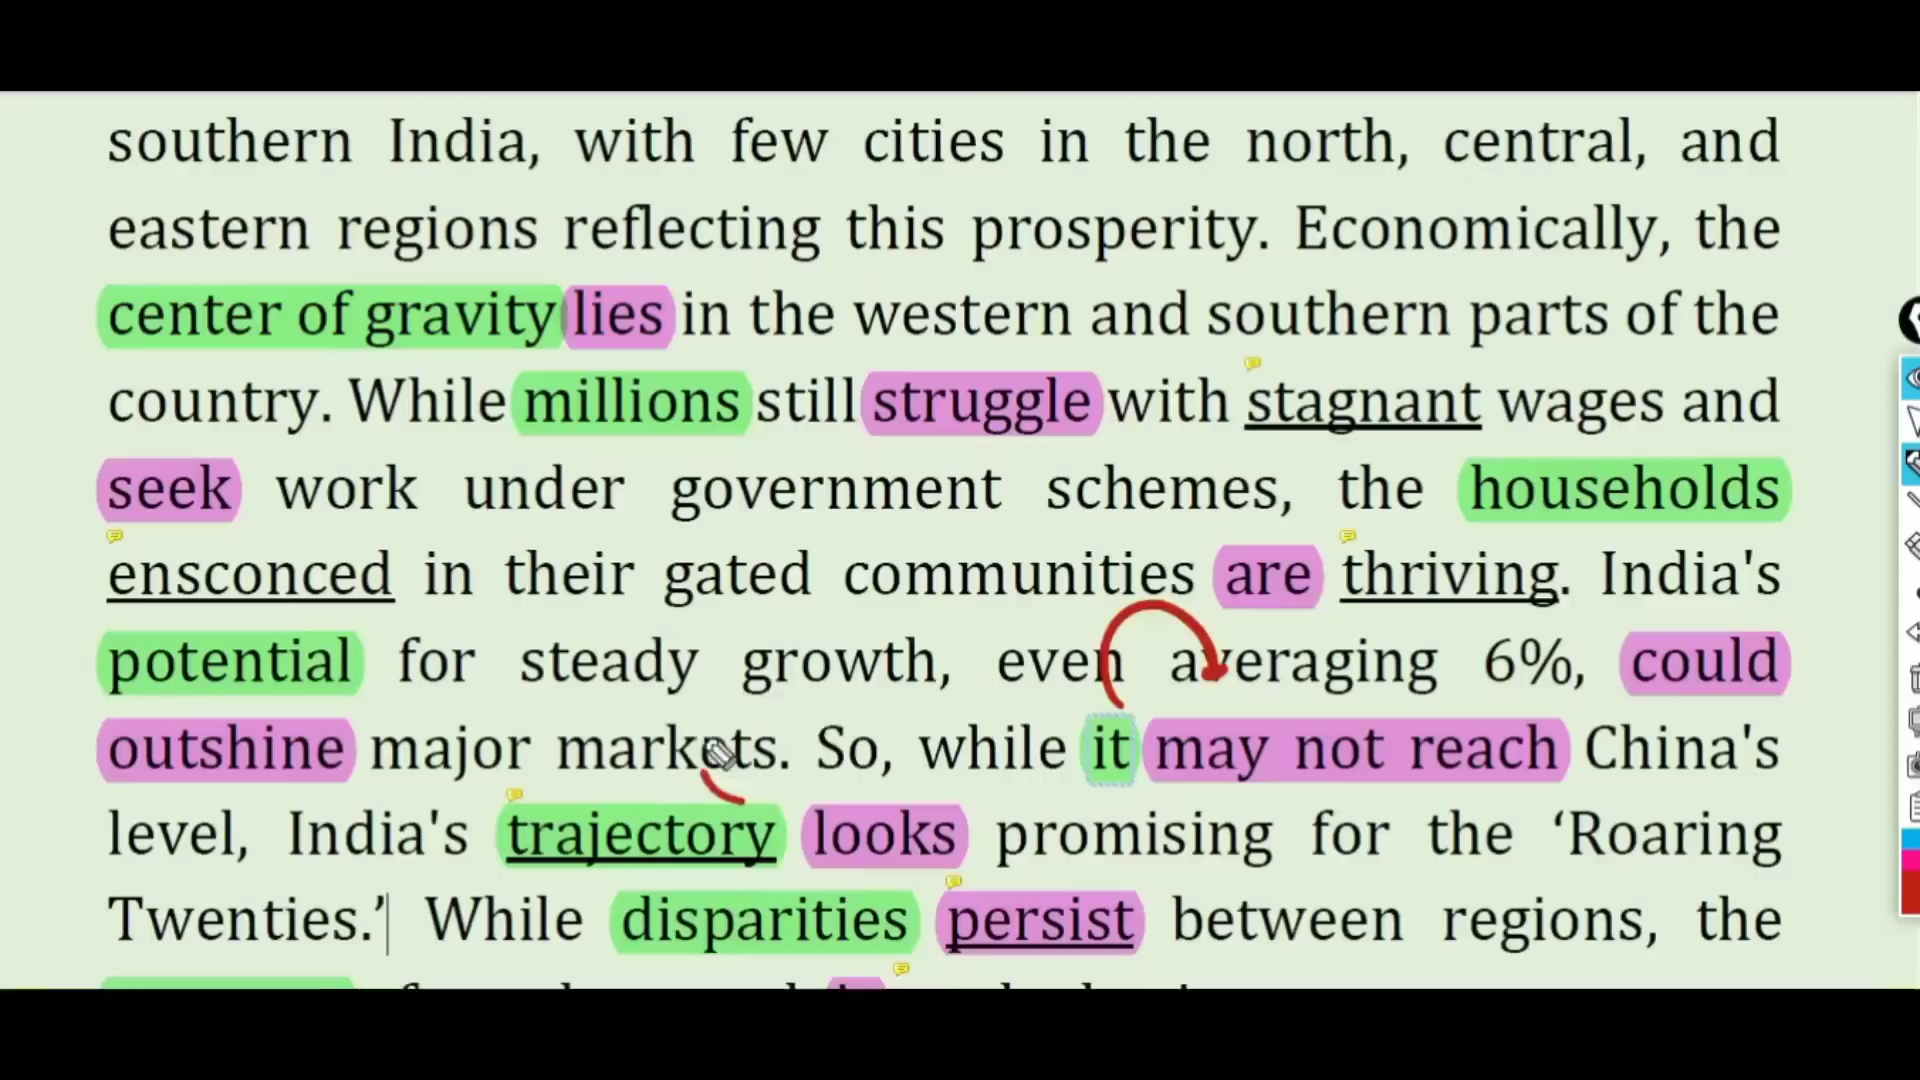 southern India, with few cities in the north, central, and
eastern regions reflecting this prosperity. Economically, the
center of gravity lies in the western and southern parts of the
country. While millions still struggle with stagnant wages and
seek work under government schemes, the households
ensconced in their gated communities are thriving. India's
potential for steady growth, even averaging 6%, could
outshine major markets. So, while it may not reach China's
level, India's trajectory looks promising for the ‘Roaring
Twenties.’ While disparities persist between regions, the